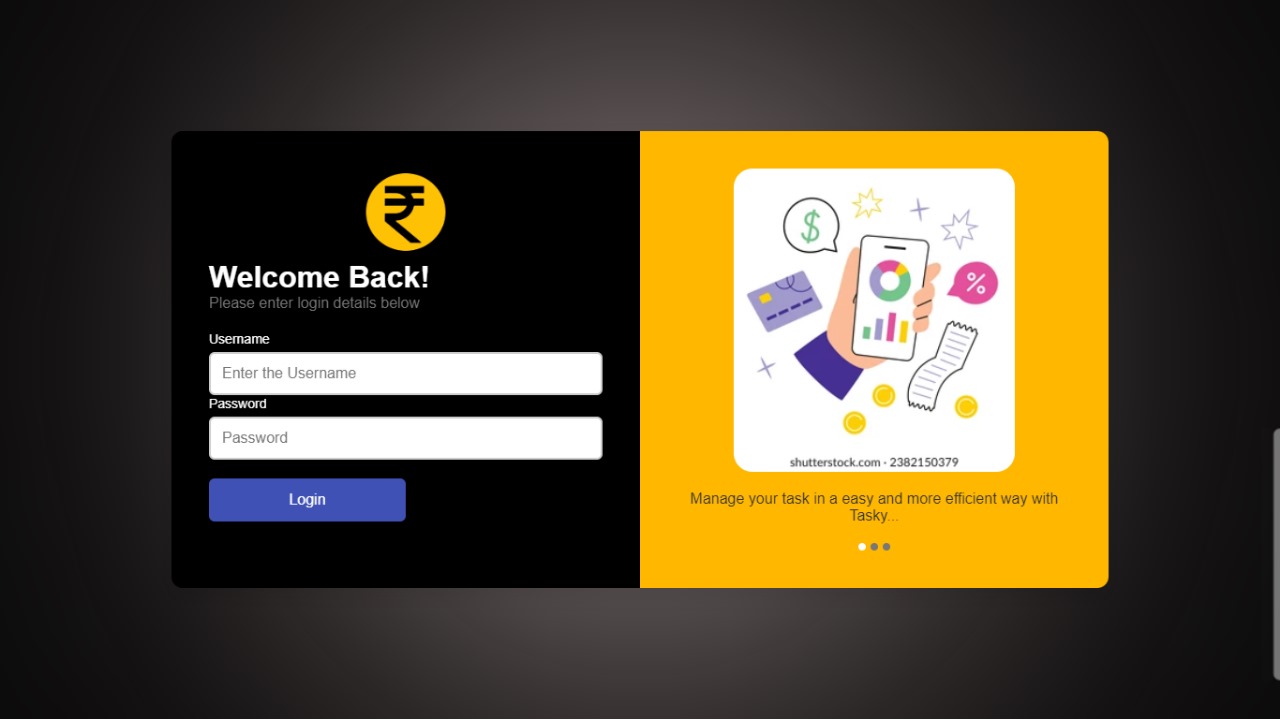 ₹
Welcome Back!
Please enter login details below
Username
Enter the Username
Password
Password
Login
$
%
shutterstock.com · 2382150379
Manage your task in a easy and more efficient way with
Tasky...